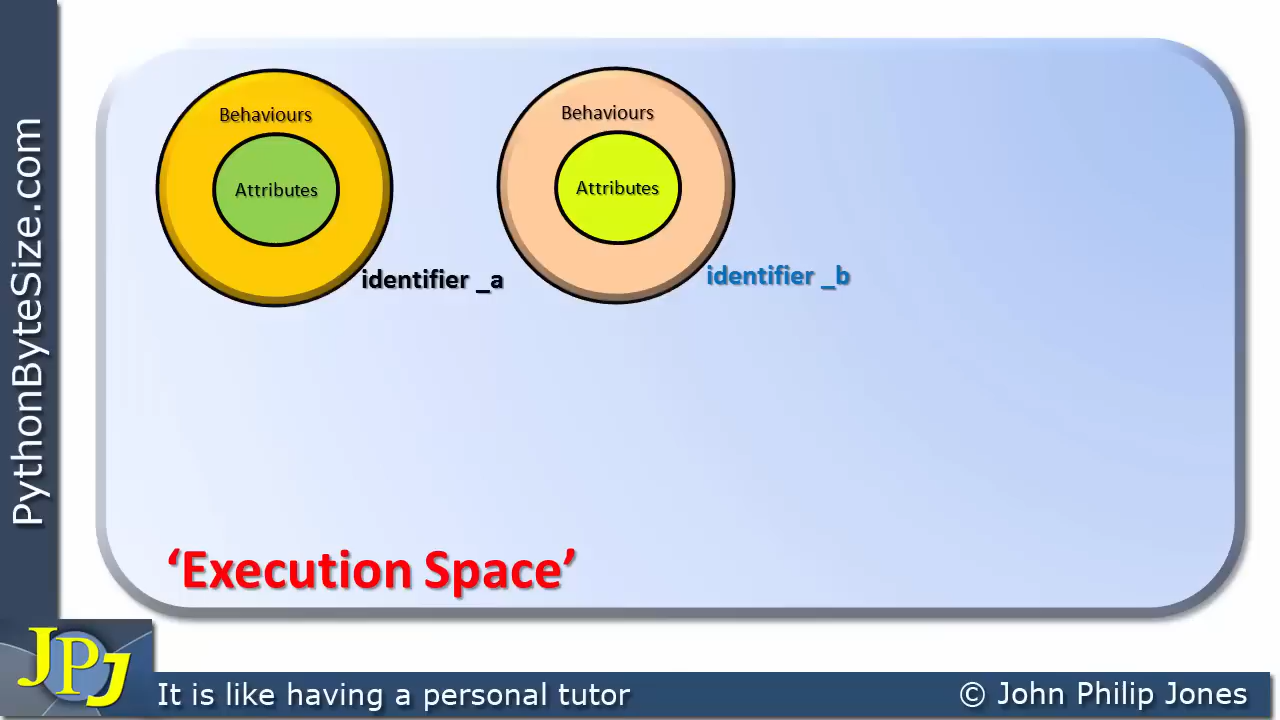 PythonByteSize.com
Behaviours
Attributes
identifier _a
Behaviours
Attributes
identifier _b
‘Execution Space’
JPJ
It is like having a personal tutor
© John Philip Jones